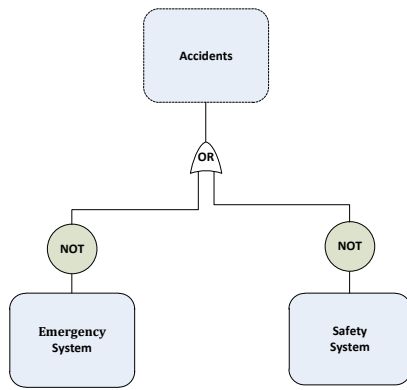 Accidents
OR
NOT
NOT
Emergency
System
Safety
System